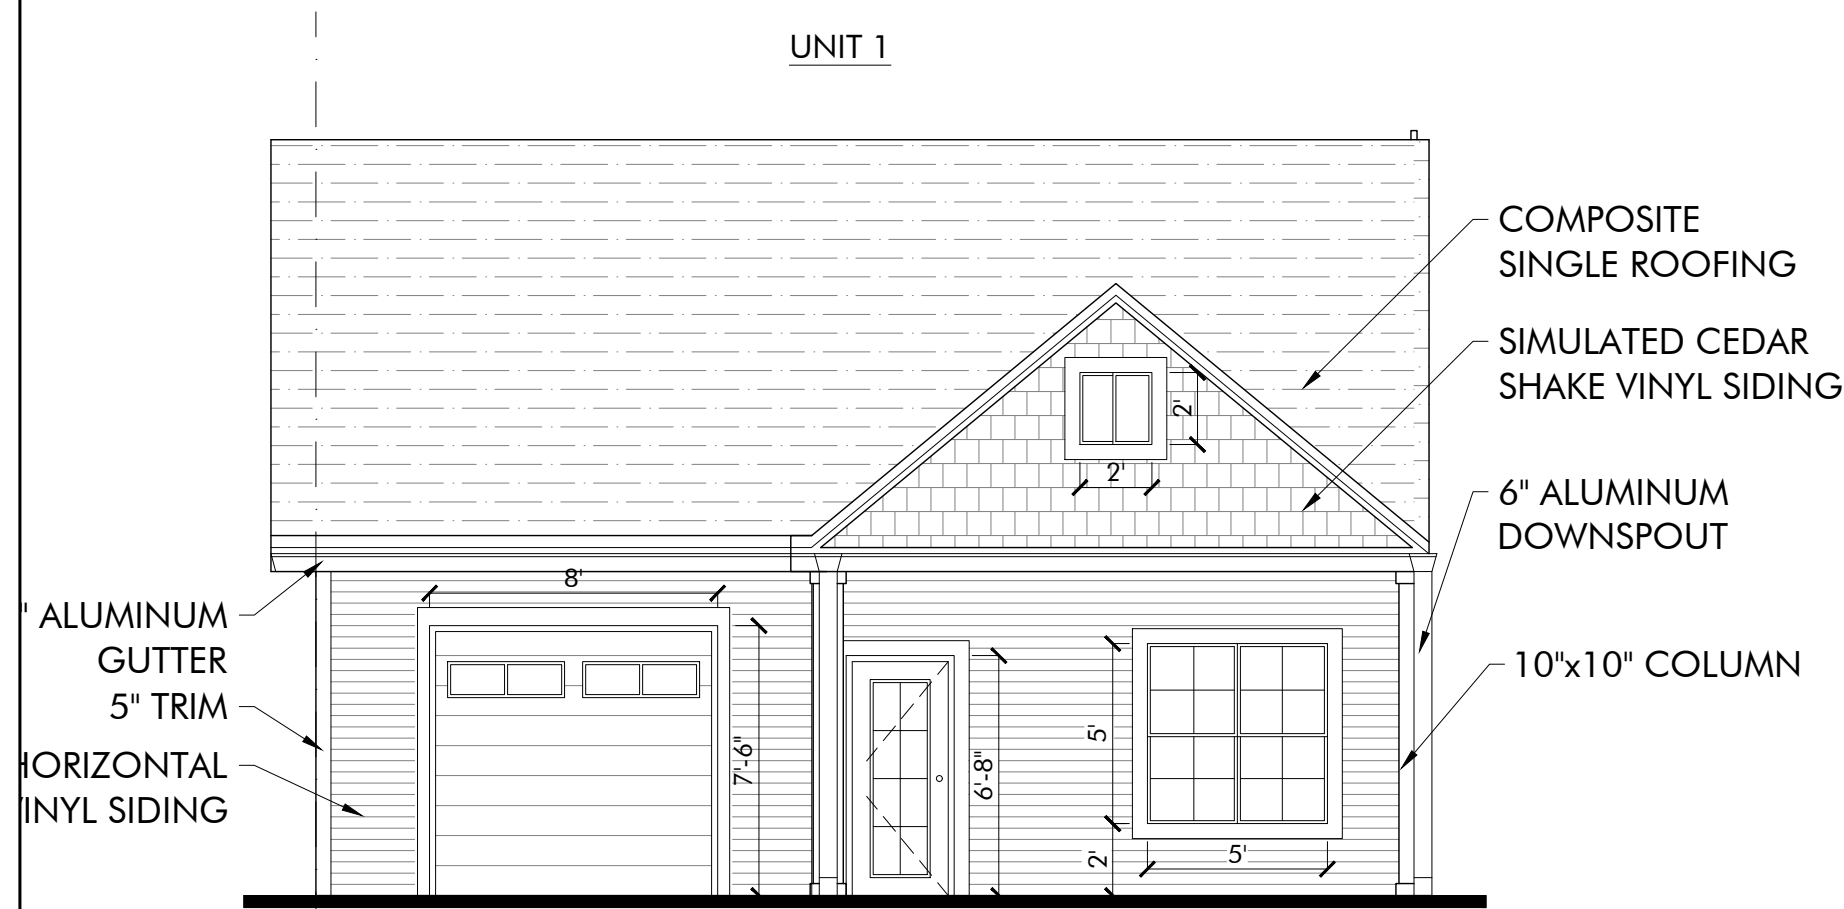 UNIT 1
COMPOSITE
SINGLE ROOFING
SIMULATED CEDAR
SHAKE VINYL SIDING
2'
2'
6" ALUMINUM
DOWNSPOUT
8'
" ALUMINUM
GUTTER
5" TRIM
HORIZONTAL
VINYL SIDING
10"x10" COLUMN
7'-6"
6'-8"
5'
2'
5'